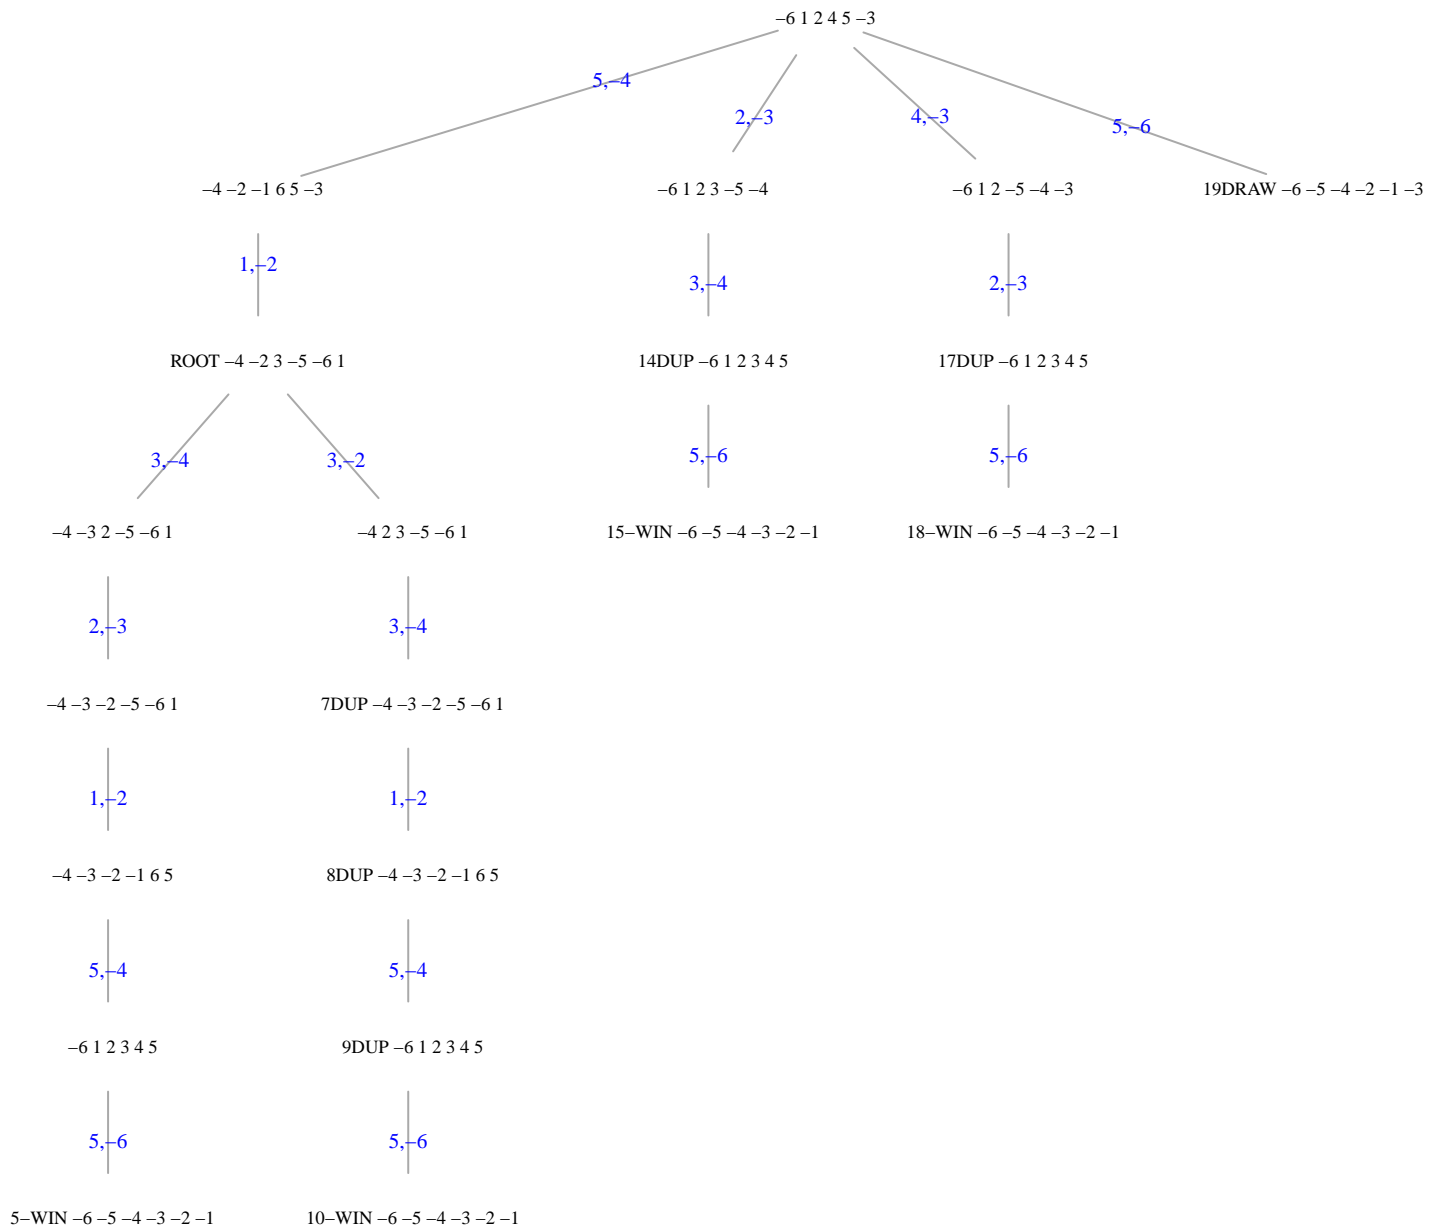 –6 1 2 4 5 –3
5,–4
2,–3
4,–3
5,–6
–4 –2 –1 6 5 –3
–6 1 2 3 –5 –4
–6 1 2 –5 –4 –3
19DRAW –6 –5 –4 –2 –1 –3
1,–2
3,–4
2,–3
ROOT –4 –2 3 –5 –6 1
14DUP –6 1 2 3 4 5
17DUP –6 1 2 3 4 5
3,–4
3,–2
5,–6
5,–6
–4 –3 2 –5 –6 1
–4 2 3 –5 –6 1
15–WIN –6 –5 –4 –3 –2 –1
18–WIN –6 –5 –4 –3 –2 –1
2,–3
3,–4
–4 –3 –2 –5 –6 1
7DUP –4 –3 –2 –5 –6 1
1,–2
1,–2
–4 –3 –2 –1 6 5
8DUP –4 –3 –2 –1 6 5
5,–4
5,–4
–6 1 2 3 4 5
9DUP –6 1 2 3 4 5
5,–6
5,–6
5–WIN –6 –5 –4 –3 –2 –1
10–WIN –6 –5 –4 –3 –2 –1